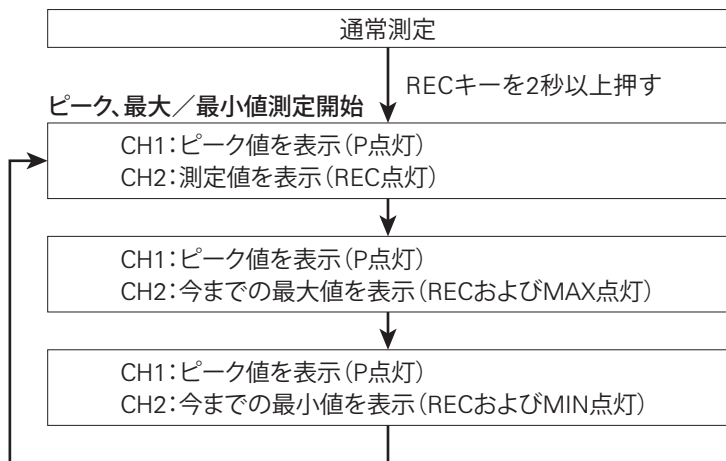 通常測定
RECキーを2秒以上押す
ピーク、最大／最小値測定開始
CH1：ピーク値を表示（P点灯）
CH2：測定値を表示（REC点灯）
CH1：ピーク値を表示（P点灯）
CH2：今までの最大値を表示（RECおよびMAX点灯）
CH1：ピーク値を表示（P点灯）
CH2：今までの最小値を表示（RECおよびMIN点灯）